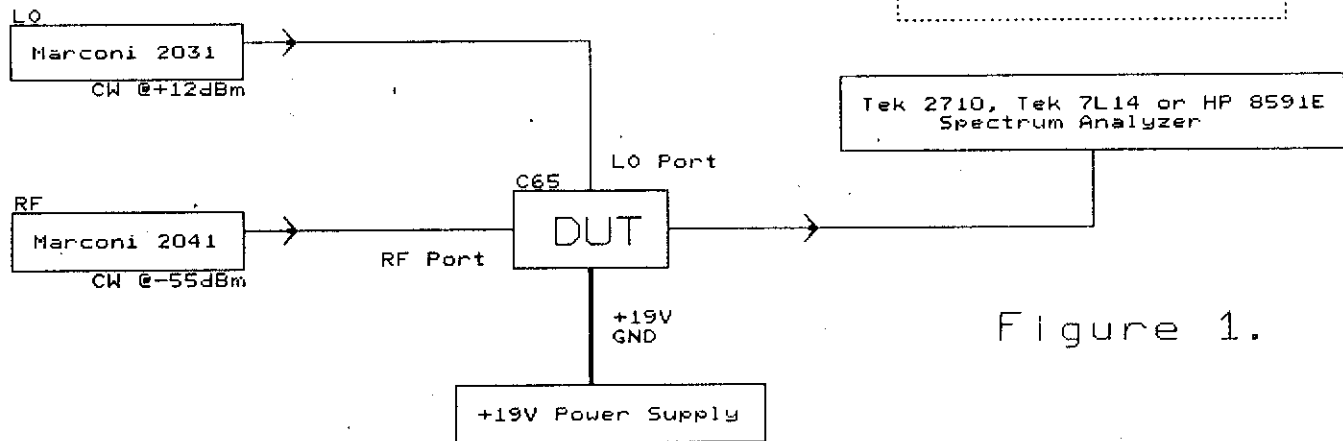 LO
Marconi 2031
CW @+12dBm
Tek 2710, Tek 7L14 or HP 8591E
Spectrum Analyzer
LO Port
C65
DUT
RF
Marconi 2041
CW @-55dBm
RF Port
+19V
GND
Figure 1.
+19V Power Supply